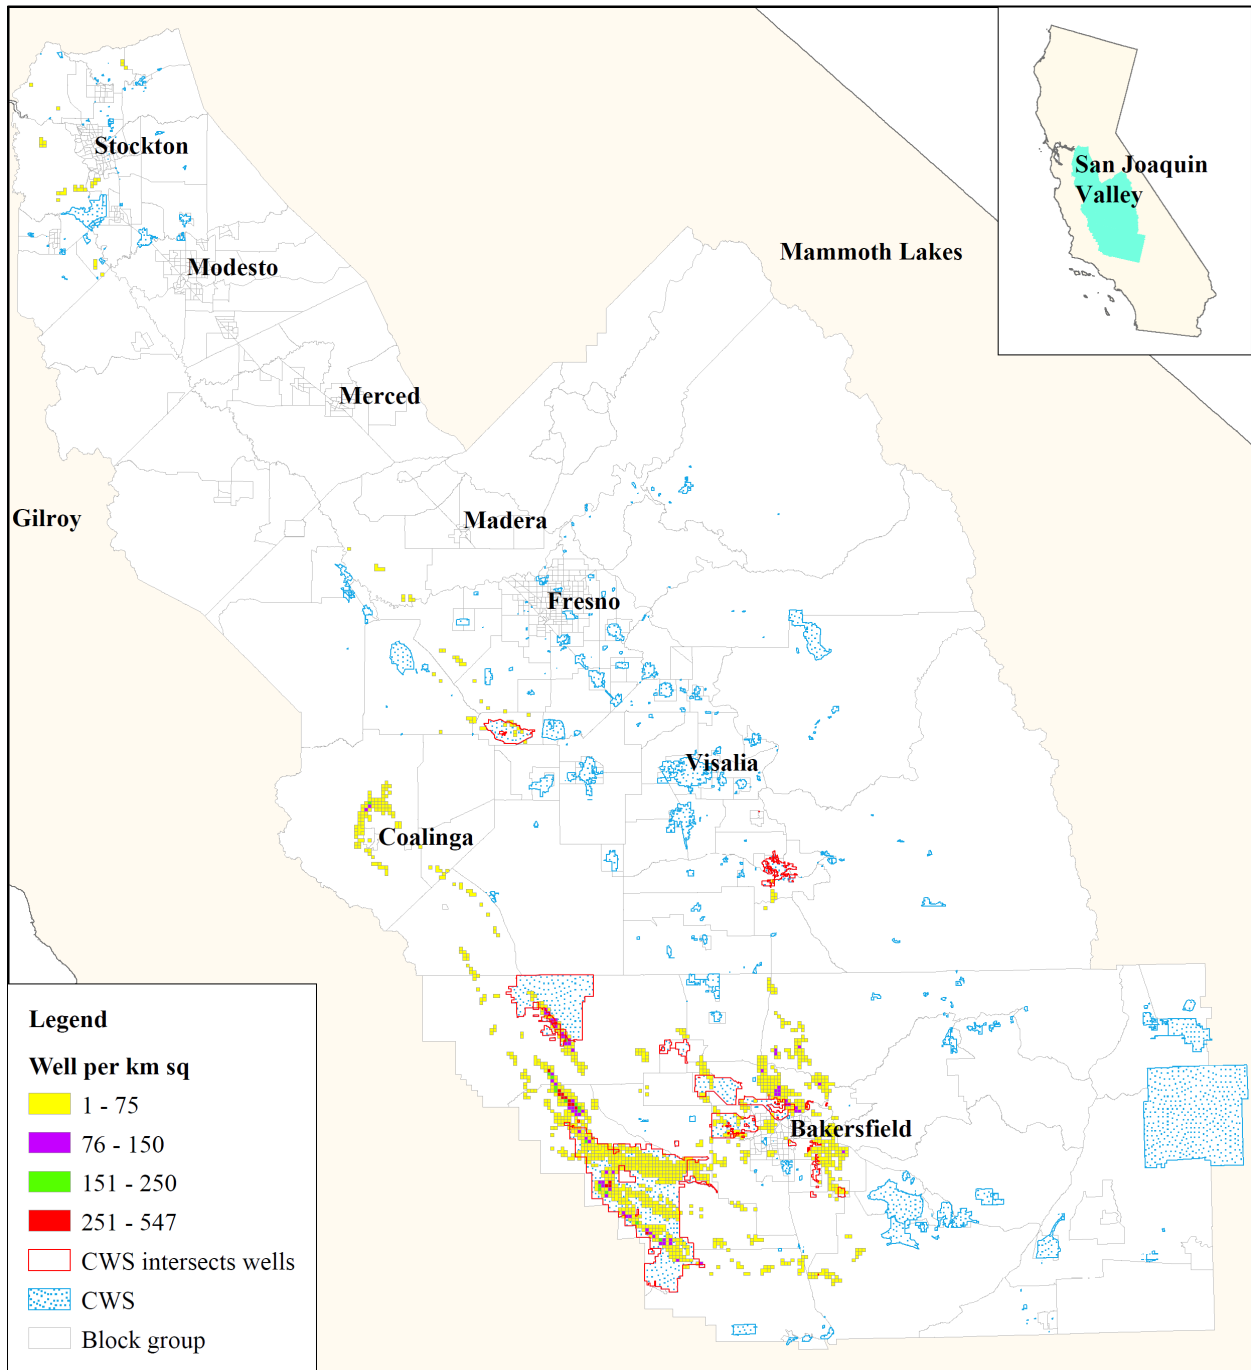 San Joaquin
Valley
Stockton
Mammoth Lakes
Modesto
Merced
Gilroy
Madera
Fresno
Visalia
Coalinga
Bakersfield
Legend
Well per km sq
1 - 75
76 - 150
151 - 250
251 - 547
CWS intersects wells
CWS
Block group